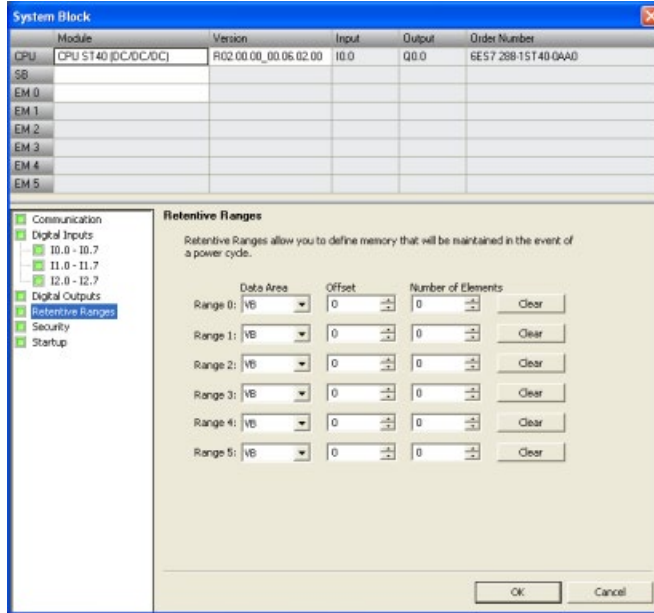 System Block
Module Version Input Output Order Number
CPU CPU ST40 (DC/DC/DC) R02.00.00_00.06.02.00 I0.0 Q0.0 6ES7 288-1ST40-0AA0
SB
EM 0
EM 1
EM 2
EM 3
EM 4
EM 5
Communication
Digital Inputs
I0.0 - I0.7
I1.0 - I1.7
I2.0 - I2.7
Digital Outputs
Retentive Ranges
Security
Startup
Retentive Ranges
Retentive Ranges allow you to define memory that will be maintained in the event of
a power cycle.
Data Area Offset Number of Elements
Range 0: VB 0 0 Clear
Range 1: VB 0 0 Clear
Range 2: VB 0 0 Clear
Range 3: VB 0 0 Clear
Range 4: VB 0 0 Clear
Range 5: VB 0 0 Clear
OK Cancel